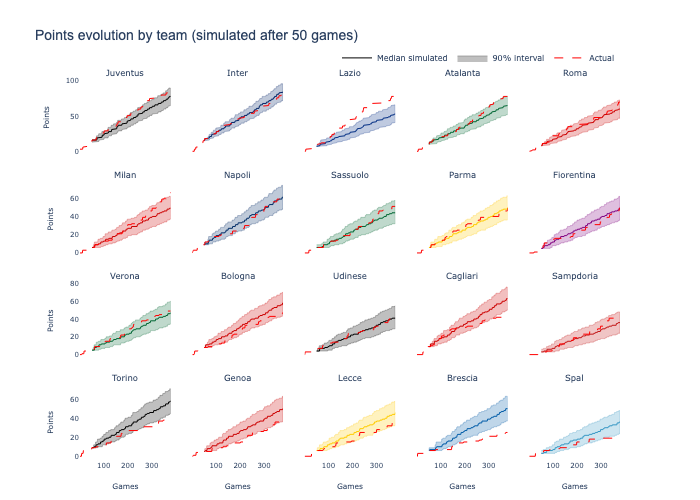 Points evolution by team (simulated after 50 games)
Median simulated 90% interval Actual
Juventus Inter Lazio Atalanta Roma
100
50
0
Points
Milan Napoli Sassuolo Parma Fiorentina
60
40
20
0
Points
Verona Bologna Udinese Cagliari Sampdoria
80
60
40
20
0
Points
Torino Genoa Lecce Brescia Spal
60
40
20
0
Points
100 200 300 100 200 300 100 200 300 100 200 300 100 200 300
Games Games Games Games Games